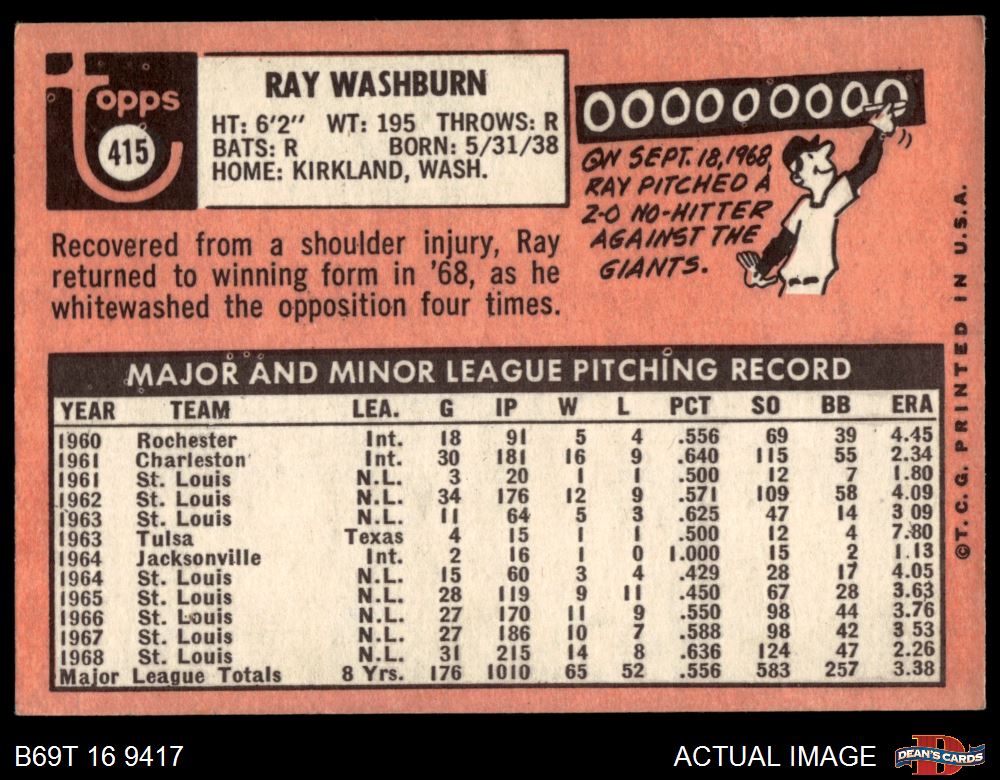 Topps
415
RAY WASHBURN
HT: 6'2" WT: 195 THROWS: R
BATS: R BORN: 5/31/38
HOME: KIRKLAND, WASH.
Recovered from a shoulder injury, Ray
returned to winning form in '68, as he
whitewashed the opposition four times.
000000000
ON SEPT. 18, 1968,
RAY PITCHED A
2-0 NO-HITTER
AGAINST THE
GIANTS.
MAJOR AND MINOR LEAGUE PITCHING RECORD
YEAR TEAM LEA. G IP W L PCT SO BB ERA
1960 Rochester Int. 18 91 5 4 .556 69 39 4.45
1961 Charleston Int. 30 181 16 9 .640 115 55 2.34
1961 St. Louis N.L. 3 20 1 1 .500 12 7 1.80
1962 St. Louis N.L. 34 176 12 9 .571 109 58 4.09
1963 St. Louis N.L. 11 64 5 3 .625 47 14 3 09
1963 Tulsa Texas 4 15 1 1 .500 12 4 7.80
1964 Jacksonville Int. 2 16 1 0 1.000 15 2 1.13
1964 St. Louis N.L. 15 60 3 4 .429 28 17 4.05
1965 St. Louis N.L. 28 119 9 11 .450 67 28 3.63
1966 St. Louis N.L. 27 170 11 9 .550 98 44 3.76
1967 St. Louis N.L. 27 186 10 7 .588 98 42 3 53
1968 St. Louis N.L. 31 215 14 8 .636 124 47 2.26
Major League Totals 8 Yrs. 176 1010 65 52 .556 583 257 3.38
©T.C.G. PRINTED IN U.S.A.
B69T 16 9417
ACTUAL IMAGE
D
DEAN'S CARDS